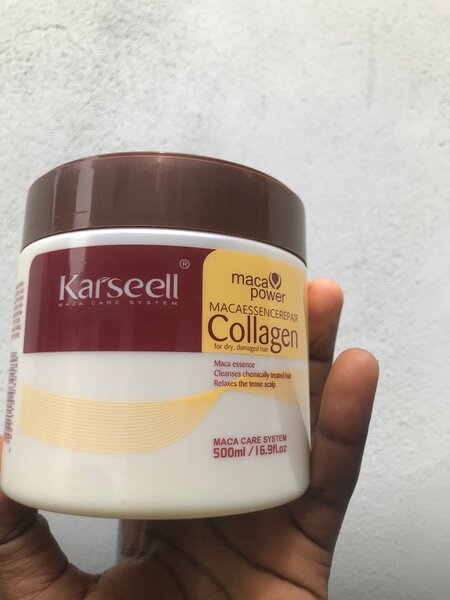 Karseell®
MACA CARE SYSTEM
maca
power
MACAESSENCEREPAIR
Collagen
for dry, damaged hair
Maca essence
Cleanses chemically treated hair
Relaxes the tense scalp
MACA CARE SYSTEM
500ml / 16.9fl.oz